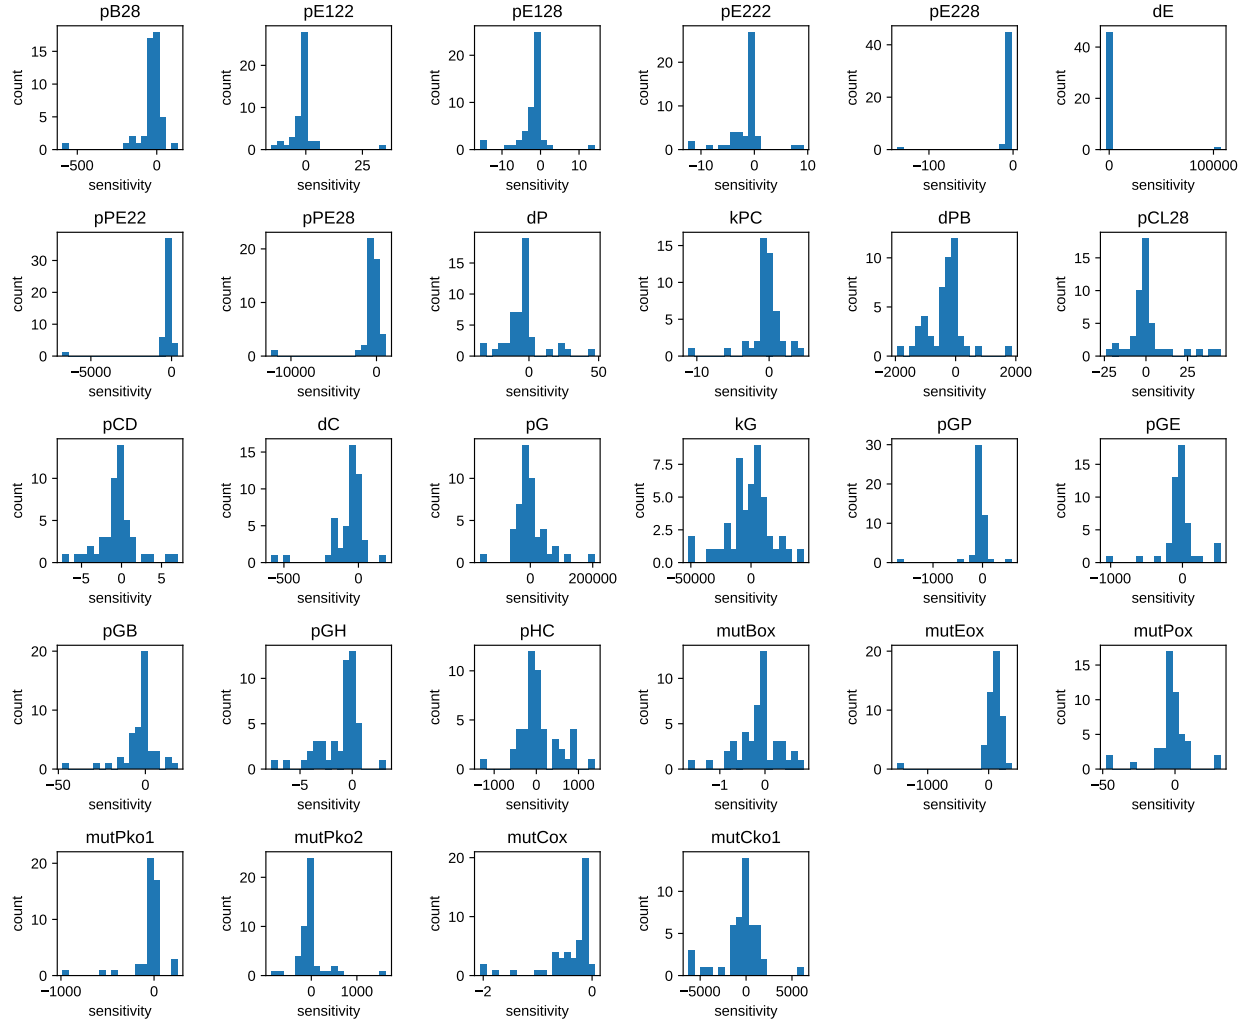 pB28 pE122 pE128 pE222 pE228 dE
count 0 5 10 15 −500 0 sensitivity
count 0 10 20 0 25 sensitivity
count 0 10 20 −10 0 10 sensitivity
count 0 10 20 −10 0 10 sensitivity
count 0 20 40 −100 0 sensitivity
count 0 20 40 0 100000 sensitivity
pPE22 pPE28 dP kPC dPB pCL28
count 0 10 20 30 −5000 0 sensitivity
count 0 10 20 −10000 0 sensitivity
count 0 5 10 15 0 50 sensitivity
count 0 5 10 15 −10 0 sensitivity
count 0 5 10 −2000 0 2000 sensitivity
count 0 5 10 15 −25 0 25 sensitivity
pCD dC pG kG pGP pGE
count 0 5 10 −5 0 5 sensitivity
count 0 5 10 15 −500 0 sensitivity
count 0 5 10 15 0 200000 sensitivity
count 0.0 2.5 5.0 7.5 −50000 0 sensitivity
count 0 10 20 30 −1000 0 sensitivity
count 0 5 10 15 −1000 0 sensitivity
pGB pGH pHC mutBox mutEox mutPox
count 0 10 20 −50 0 sensitivity
count 0 5 10 −5 0 sensitivity
count 0 5 10 −1000 0 1000 sensitivity
count 0 5 10 −1 0 sensitivity
count 0 10 20 −1000 0 sensitivity
count 0 5 10 15 −50 0 sensitivity
mutPko1 mutPko2 mutCox mutCko1
count 0 10 20 −1000 0 sensitivity
count 0 10 20 0 1000 sensitivity
count 0 10 20 −2 0 sensitivity
count 0 5 10 −5000 0 5000 sensitivity